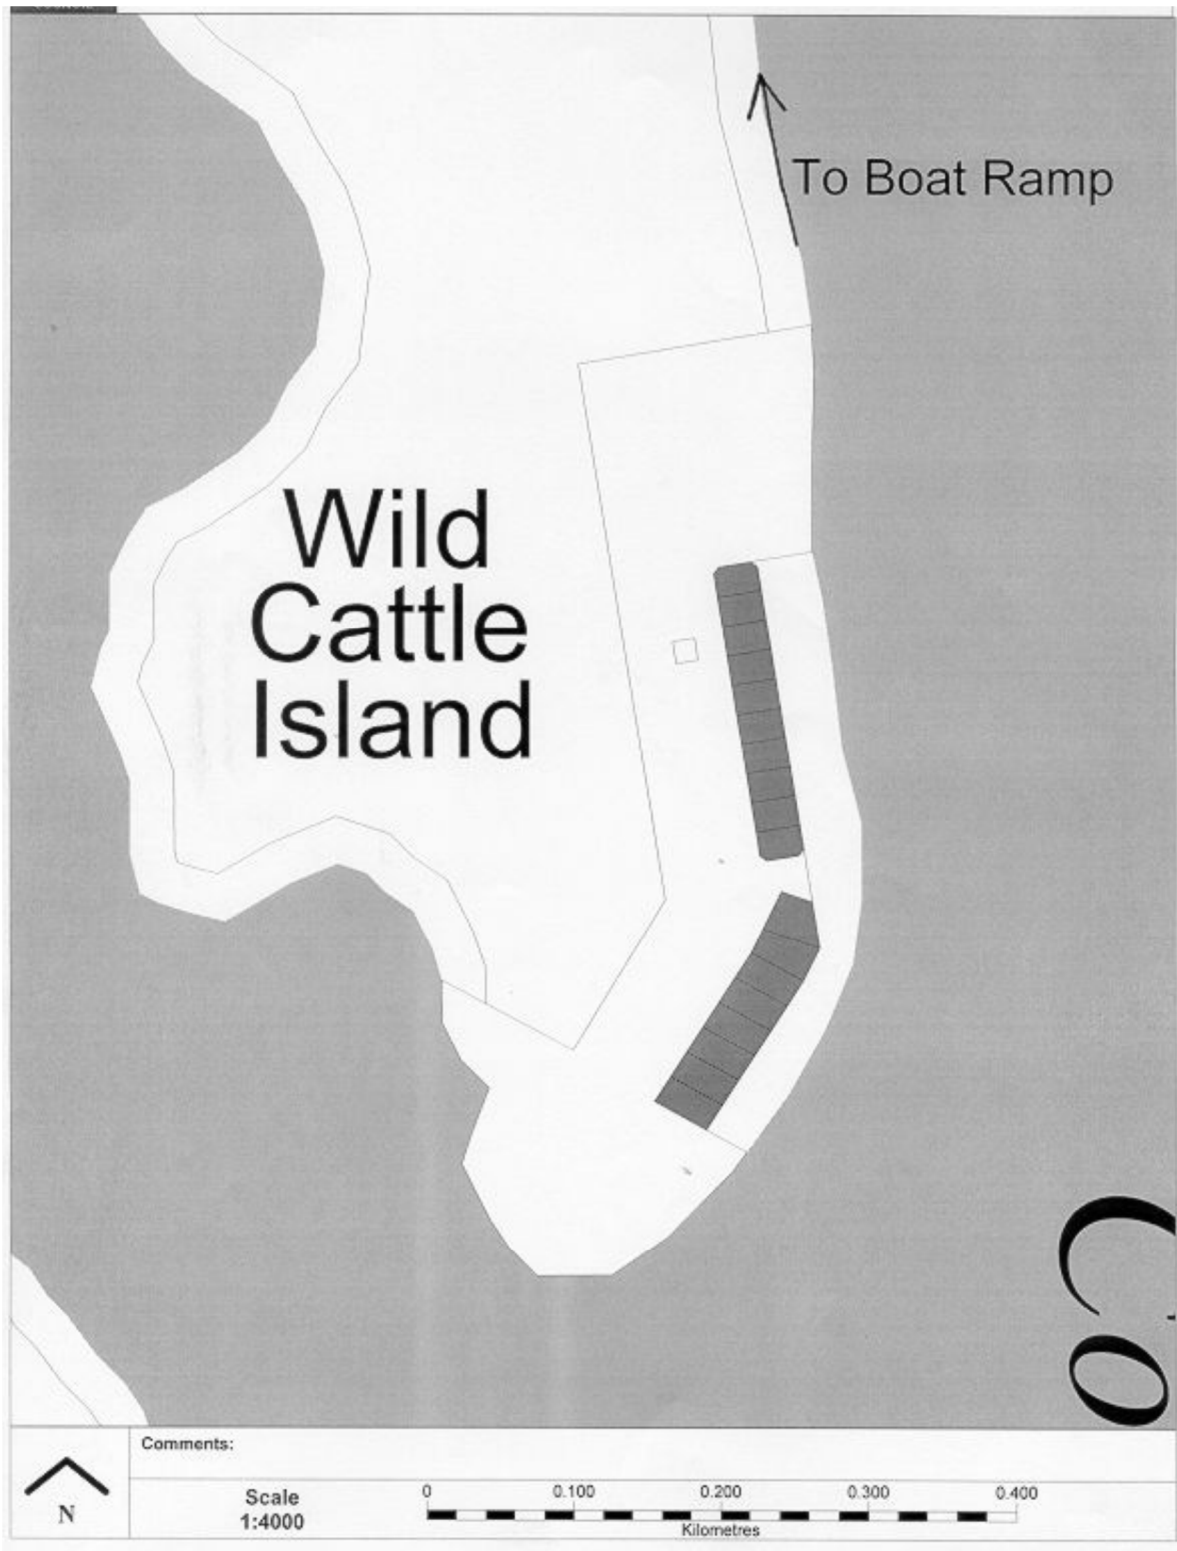 To Boat Ramp
Wild
Cattle
Island
Co
Comments:
N
Scale
1:4000
0 0.100 0.200 0.300 0.400
Kilometres